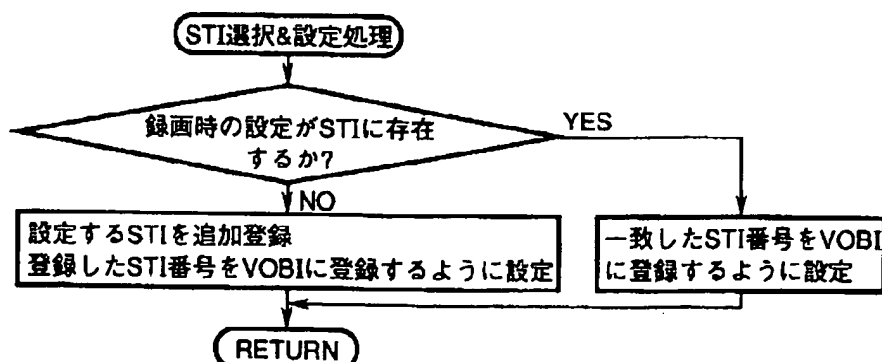 STI選択&設定処理
録画時の設定がSTIに存在
するか?
YES
NO
設定するSTIを追加登録
登録したSTI番号をVOBIに登録するように設定
一致したSTI番号をVOBI
に登録するように設定
RETURN